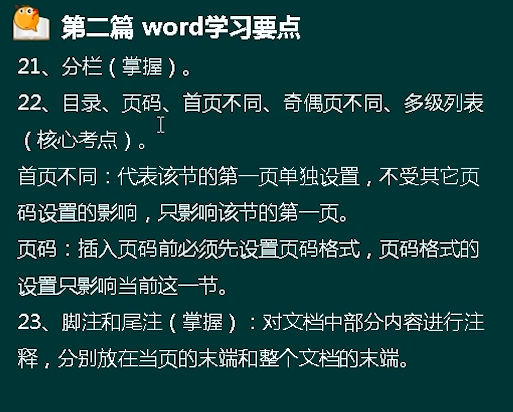 第二篇 word学习要点
21、分栏（掌握）。
22、目录、页码、首页不同、奇偶页不同、多级列表
（核心考点）。
首页不同：代表该节的第一页单独设置，不受其它页
码设置的影响，只影响该节的第一页。
页码：插入页码前必须先设置页码格式，页码格式的
设置只影响当前这一节。
23、脚注和尾注（掌握）：对文档中部分内容进行注
释，分别放在当页的末端和整个文档的末端。